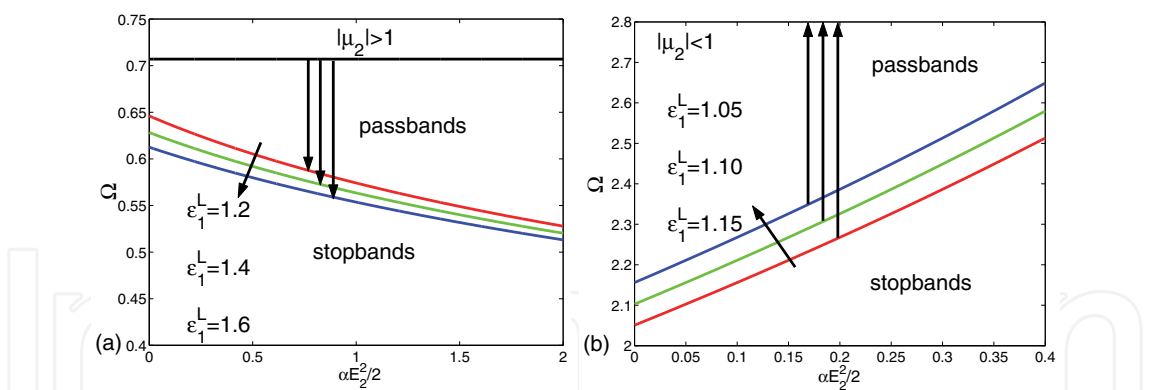 |μ₂|>1
passbands
stopbands
ε₁ᴸ=1.2
ε₁ᴸ=1.4
ε₁ᴸ=1.6
0.75
0.7
0.65
0.6
0.55
0.5
0.45
0.4
Ω
0 0.5 1 1.5 2
αE₂²/2
(a)
|μ₂|<1
passbands
ε₁ᴸ=1.05
ε₁ᴸ=1.10
ε₁ᴸ=1.15
stopbands
2.8
2.7
2.6
2.5
2.4
2.3
2.2
2.1
2
Ω
0 0.05 0.1 0.15 0.2 0.25 0.3 0.35 0.4
αE₂²/2
(b)